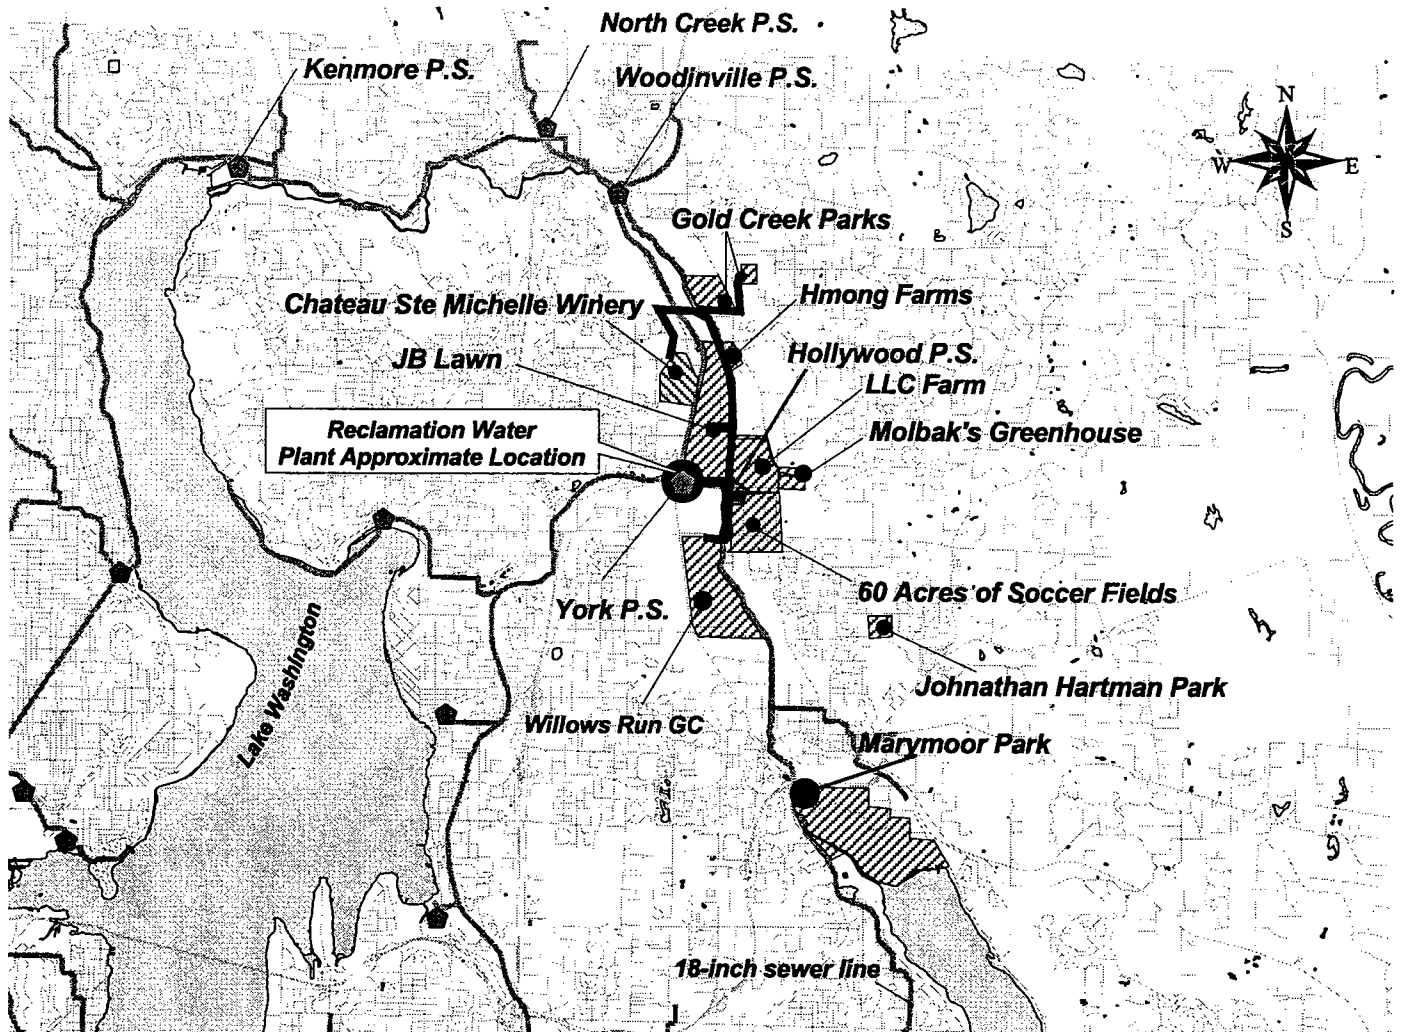 North Creek P.S.
Kenmore P.S.
Woodinville P.S.
N
W
E
S
Gold Creek Parks
Chateau Ste Michelle Winery
Hmong Farms
JB Lawn
Hollywood P.S.
LLC Farm
Reclamation Water
Plant Approximate Location
Molbak's Greenhouse
York P.S.
60 Acres of Soccer Fields
Lake Washington
Johnathan Hartman Park
Willows Run GC
Marymoor Park
18-inch sewer line